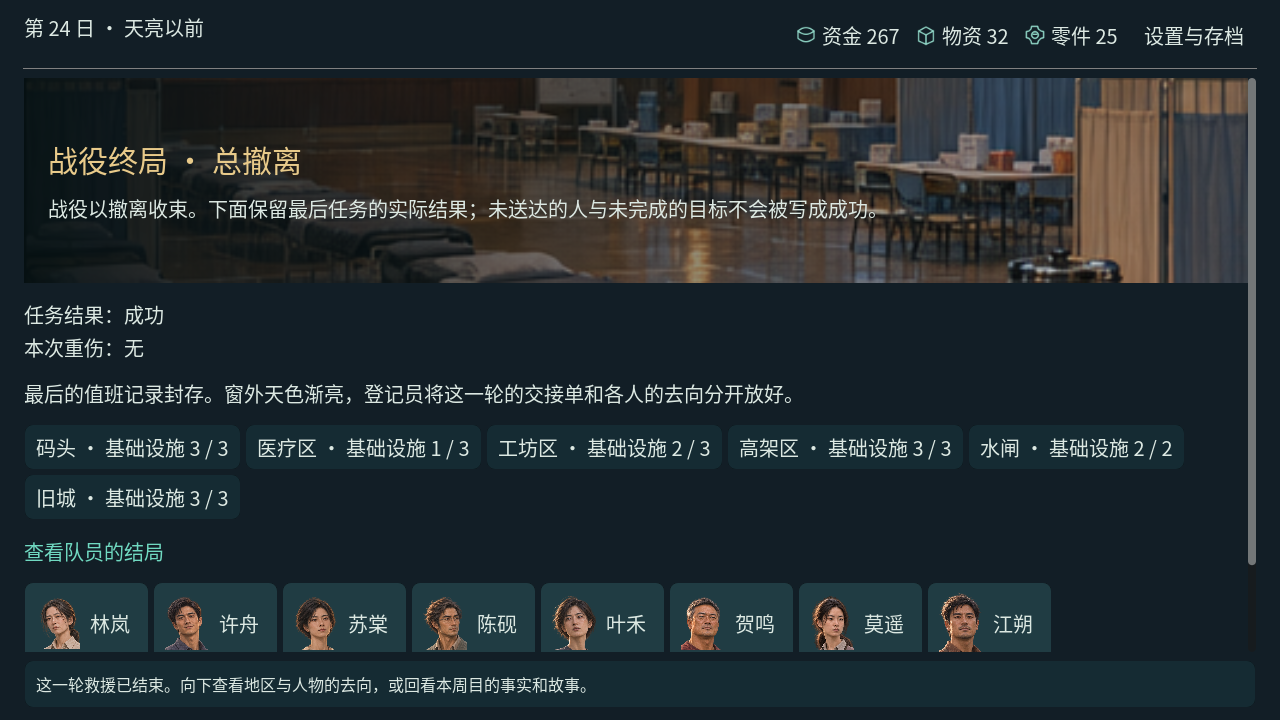 第 24 日 · 天亮以前
资金 267 物资 32 零件 25 设置与存档
战役终局 · 总撤离
战役以撤离收束。下面保留最后任务的实际结果；未送达的人与未完成的目标不会被写成成功。
任务结果：成功
本次重伤：无
最后的值班记录封存。窗外天色渐亮，登记员将这一轮的交接单和各人的去向分开放好。
码头 · 基础设施 3 / 3 医疗区 · 基础设施 1 / 3 工坊区 · 基础设施 2 / 3 高架区 · 基础设施 3 / 3 水闸 · 基础设施 2 / 2
旧城 · 基础设施 3 / 3
查看队员的结局
林岚 许舟 苏棠 陈砚 叶禾 贺鸣 莫遥 江朔
这一轮救援已结束。向下查看地区与人物的去向，或回看本周目的事实和故事。